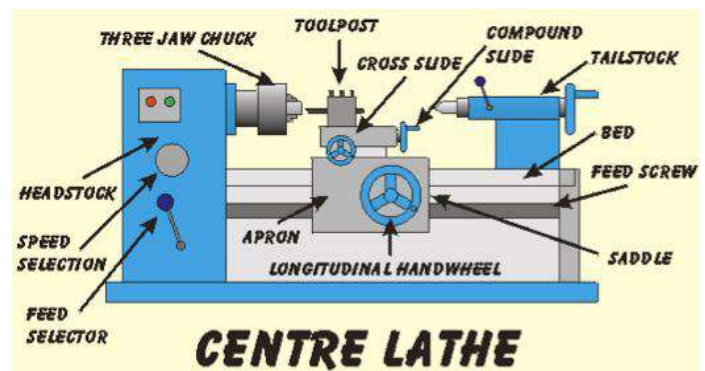 TOOLPOST
THREE JAW CHUCK
COMPOUND
SLIDE
CROSS SLIDE
TAILSTOCK
BED
FEED SCREW
HEADSTOCK
SPEED
SELECTION
APRON
LONGITUDINAL HANDWHEEL
SADDLE
FEED
SELECTOR
CENTRE LATHE